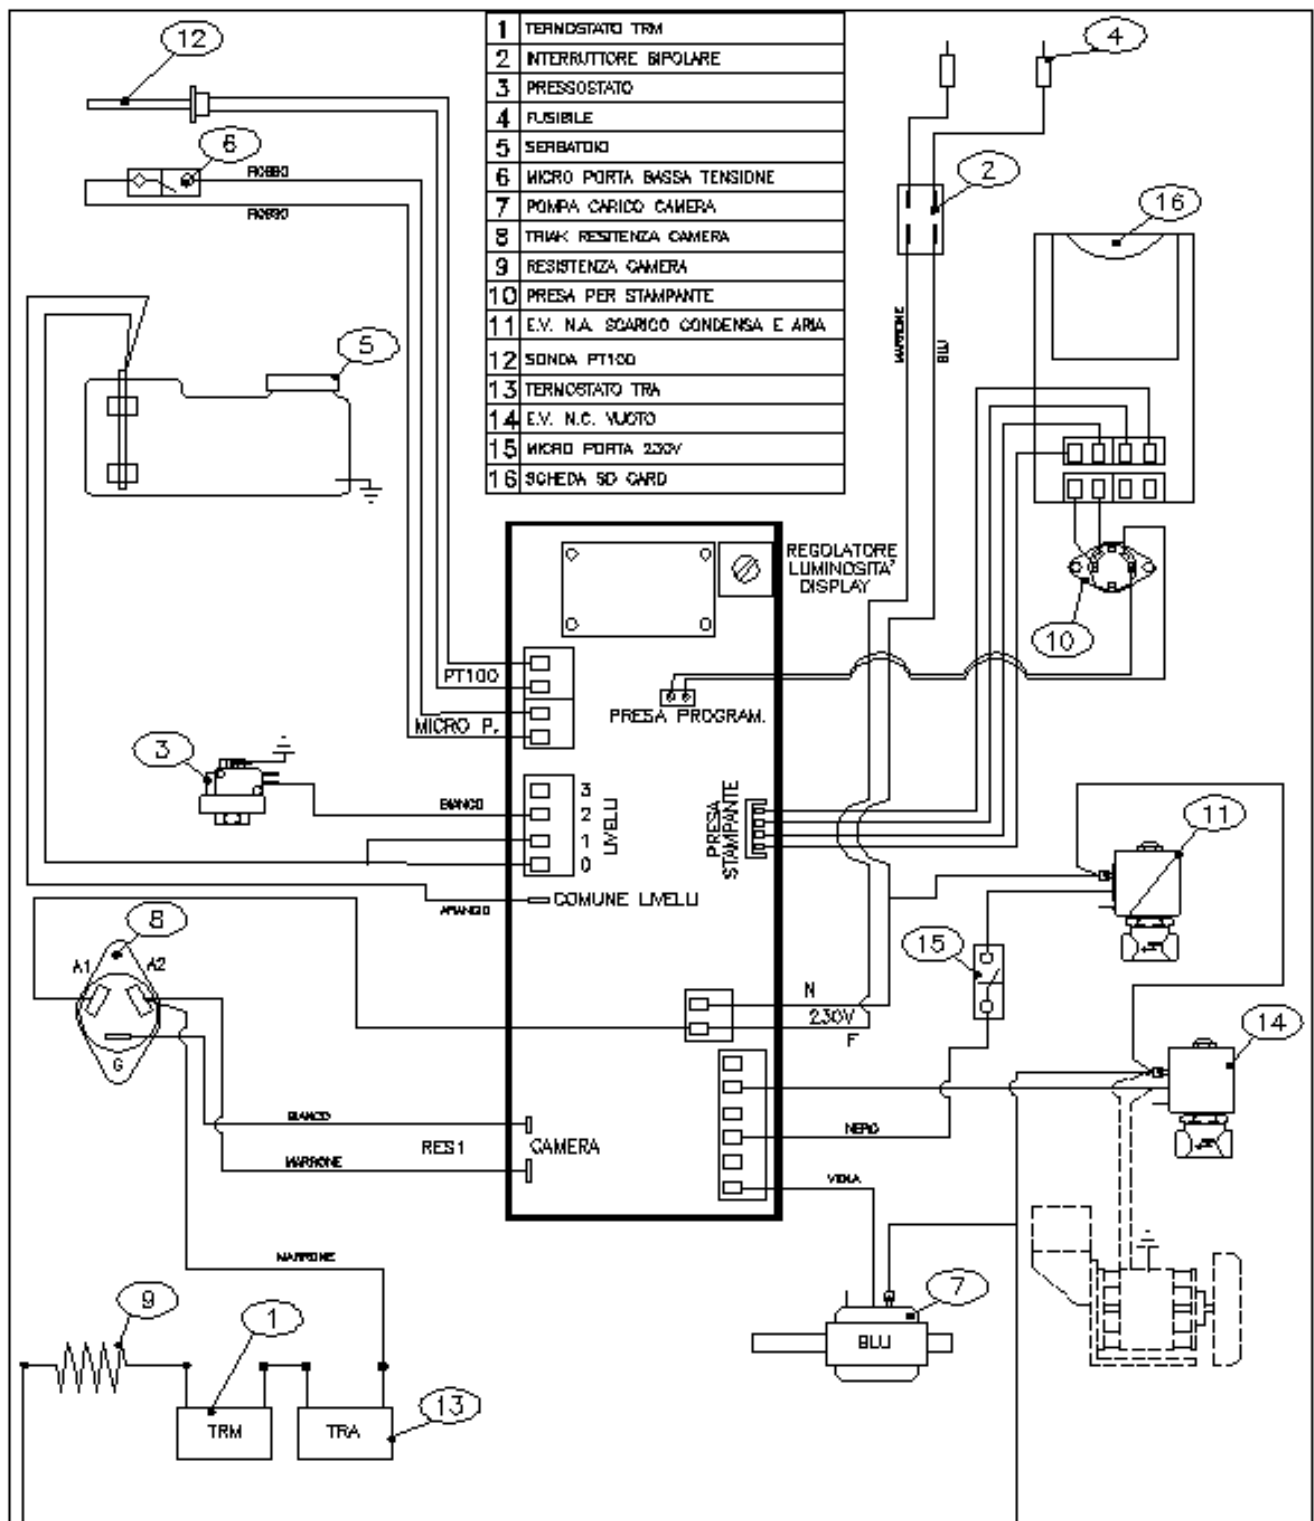 1 TERMOSTATO TRM
2 INTERRUTTORE BIPOLARE
3 PRESSOSTATO
4 FUSIBILE
5 SERBATOIO
6 MICRO PORTA BASSA TENSIONE
7 POMPA CARICO CAMERA
8 TRIAK RESITENZA CAMERA
9 RESISTENZA CAMERA
10 PRESA PER STAMPANTE
11 E.V. N.A. SCARICO CONDENSA E ARIA
12 SONDA PT100
13 TERMOSTATO TRA
14 E.V. N.C. VUOTO
15 MICRO PORTA 230V
16 SCHEDA SD CARD
12
4
6
ROSSO
ROSSO
2
16
5
MARRONE
BLU
REGOLATORE
LUMINOSITA'
DISPLAY
10
PT100
MICRO P.
PRESA PROGRAM.
3
BIANCO
3
2
1
0
LIVELLI
PRESA
STAMPANTE
11
COMUNE LIVELLI
ARANCIO
8
A1
A2
G
15
N
230V
F
14
BIANCO
RES1
CAMERA
MARRONE
NERO
VIOLA
MARRONE
9
1
7
BLU
13
TRM
TRA